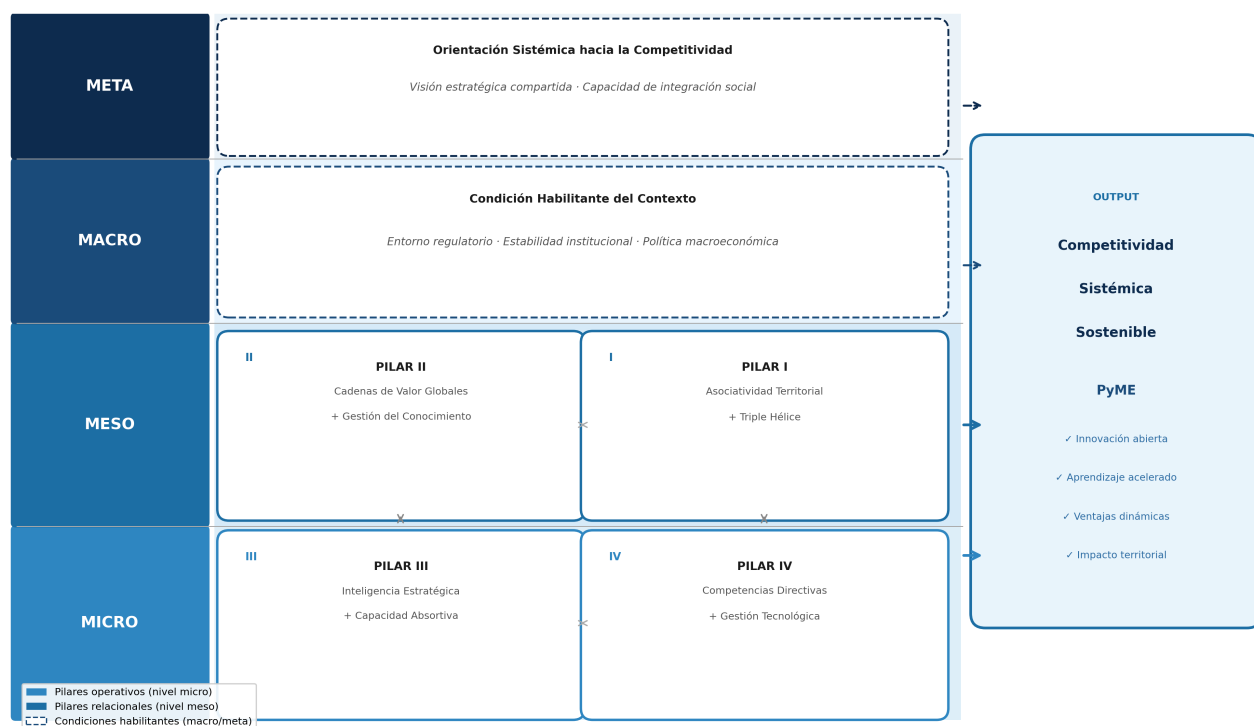 META
Orientación Sistémica hacia la Competitividad
Visión estratégica compartida · Capacidad de integración social
MACRO
Condición Habilitante del Contexto
Entorno regulatorio · Estabilidad institucional · Política macroeconómica
MESO
II
PILAR II
Cadenas de Valor Globales
+ Gestión del Conocimiento
I
PILAR I
Asociatividad Territorial
+ Triple Hélice
MICRO
III
PILAR III
Inteligencia Estratégica
+ Capacidad Absortiva
IV
PILAR IV
Competencias Directivas
+ Gestión Tecnológica
OUTPUT
Competitividad
Sistémica
Sostenible
PyME
✓ Innovación abierta
✓ Aprendizaje acelerado
✓ Ventajas dinámicas
✓ Impacto territorial
Pilares operativos (nivel micro)
Pilares relacionales (nivel meso)
Condiciones habilitantes (macro/meta)